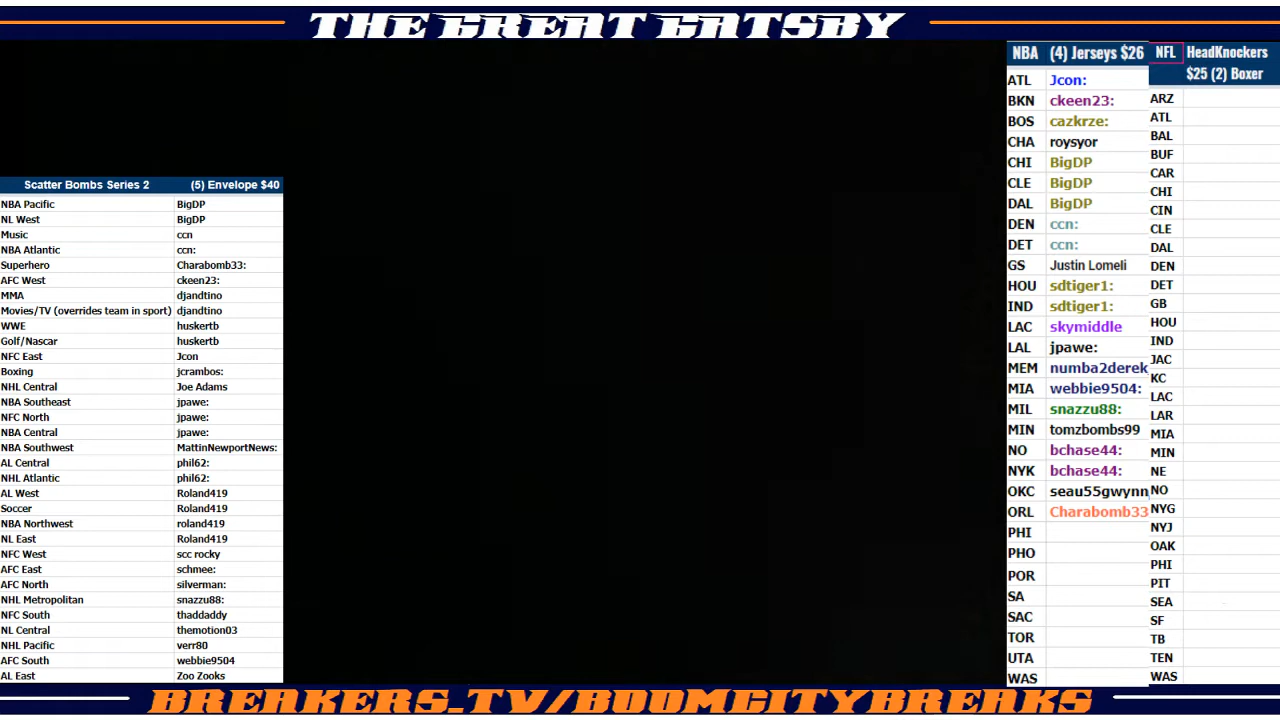 THE GREAT GATSBY
Scatter Bombs Series 2 (5) Envelope $40
NBA Pacific BigDP
NL West BigDP
Music ccn
NBA Atlantic ccn:
Superhero Charabomb33:
AFC West ckeen23:
MMA djandtino
Movies/TV (overrides team in sport) djandtino
WWE huskertb
Golf/Nascar huskertb
NFC East Jcon
Boxing jcrambos:
NHL Central Joe Adams
NBA Southeast jpawe:
NFC North jpawe:
NBA Central jpawe:
NBA Southwest MattinNewportNews:
AL Central phil62:
NHL Atlantic phil62:
AL West Roland419
Soccer Roland419
NBA Northwest roland419
NL East Roland419
NFC West scc rocky
AFC East schmee:
AFC North silverman:
NHL Metropolitan snazzu88:
NFC South thaddaddy
NL Central themotion03
NHL Pacific verr80
AFC South webbie9504
AL East Zoo Zooks
NBA (4) Jerseys $26
ATL Jcon:
BKN ckeen23:
BOS cazkrze:
CHA roysyor
CHI BigDP
CLE BigDP
DAL BigDP
DEN ccn:
DET ccn:
GS Justin Lomeli
HOU sdtiger1:
IND sdtiger1:
LAC skymiddle
LAL jpawe:
MEM numba2derek
MIA webbie9504:
MIL snazzu88:
MIN tomzbombs99
NO bchase44:
NYK bchase44:
OKC seau55gwynn
ORL Charabomb33
PHI
PHO
POR
SA
SAC
TOR
UTA
WAS
NFL HeadKnockers
$25 (2) Boxer
ARZ
ATL
BAL
BUF
CAR
CHI
CIN
CLE
DAL
DEN
DET
GB
HOU
IND
JAC
KC
LAC
LAR
MIA
MIN
NE
NO
NYG
NYJ
OAK
PHI
PIT
SEA
SF
TB
TEN
WAS
BREAKERS.TV/BOOMCITYBREAKS